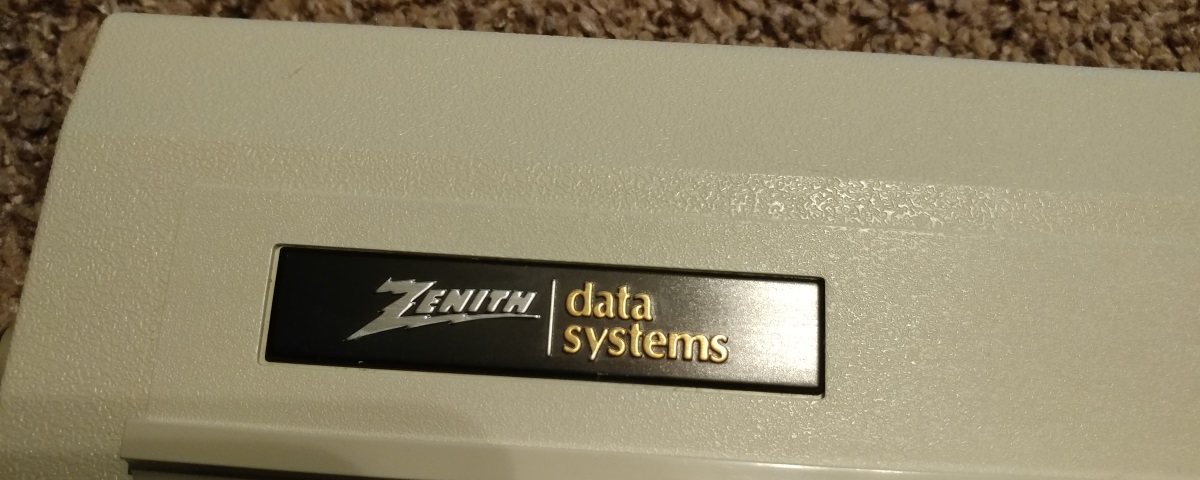 ZENITH
data
systems